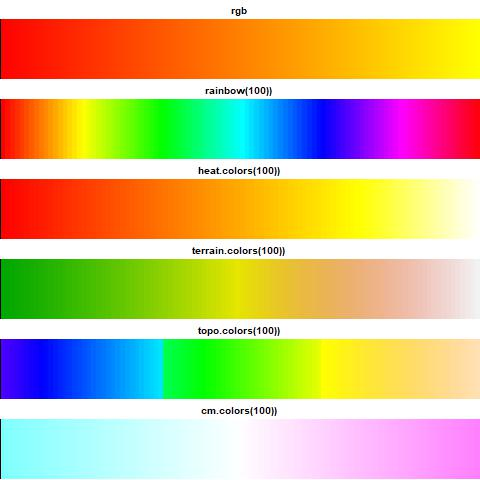 rgb
rainbow(100))
heat.colors(100))
terrain.colors(100))
topo.colors(100))
cm.colors(100))